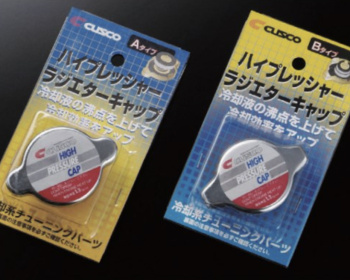 CUSCO
Aタイプ
ハイプレッシャー
ラジエターキャップ
冷却液の沸点を上げて
冷却効率をアップ
HIGH
PRESSURE
CAP
冷却系チューニングパーツ
CUSCO
Bタイプ
ハイプレッシャー
ラジエターキャップ
冷却液の沸点を上げて
冷却効率をアップ
HIGH
PRESSURE
CAP
冷却系チューニングパーツ